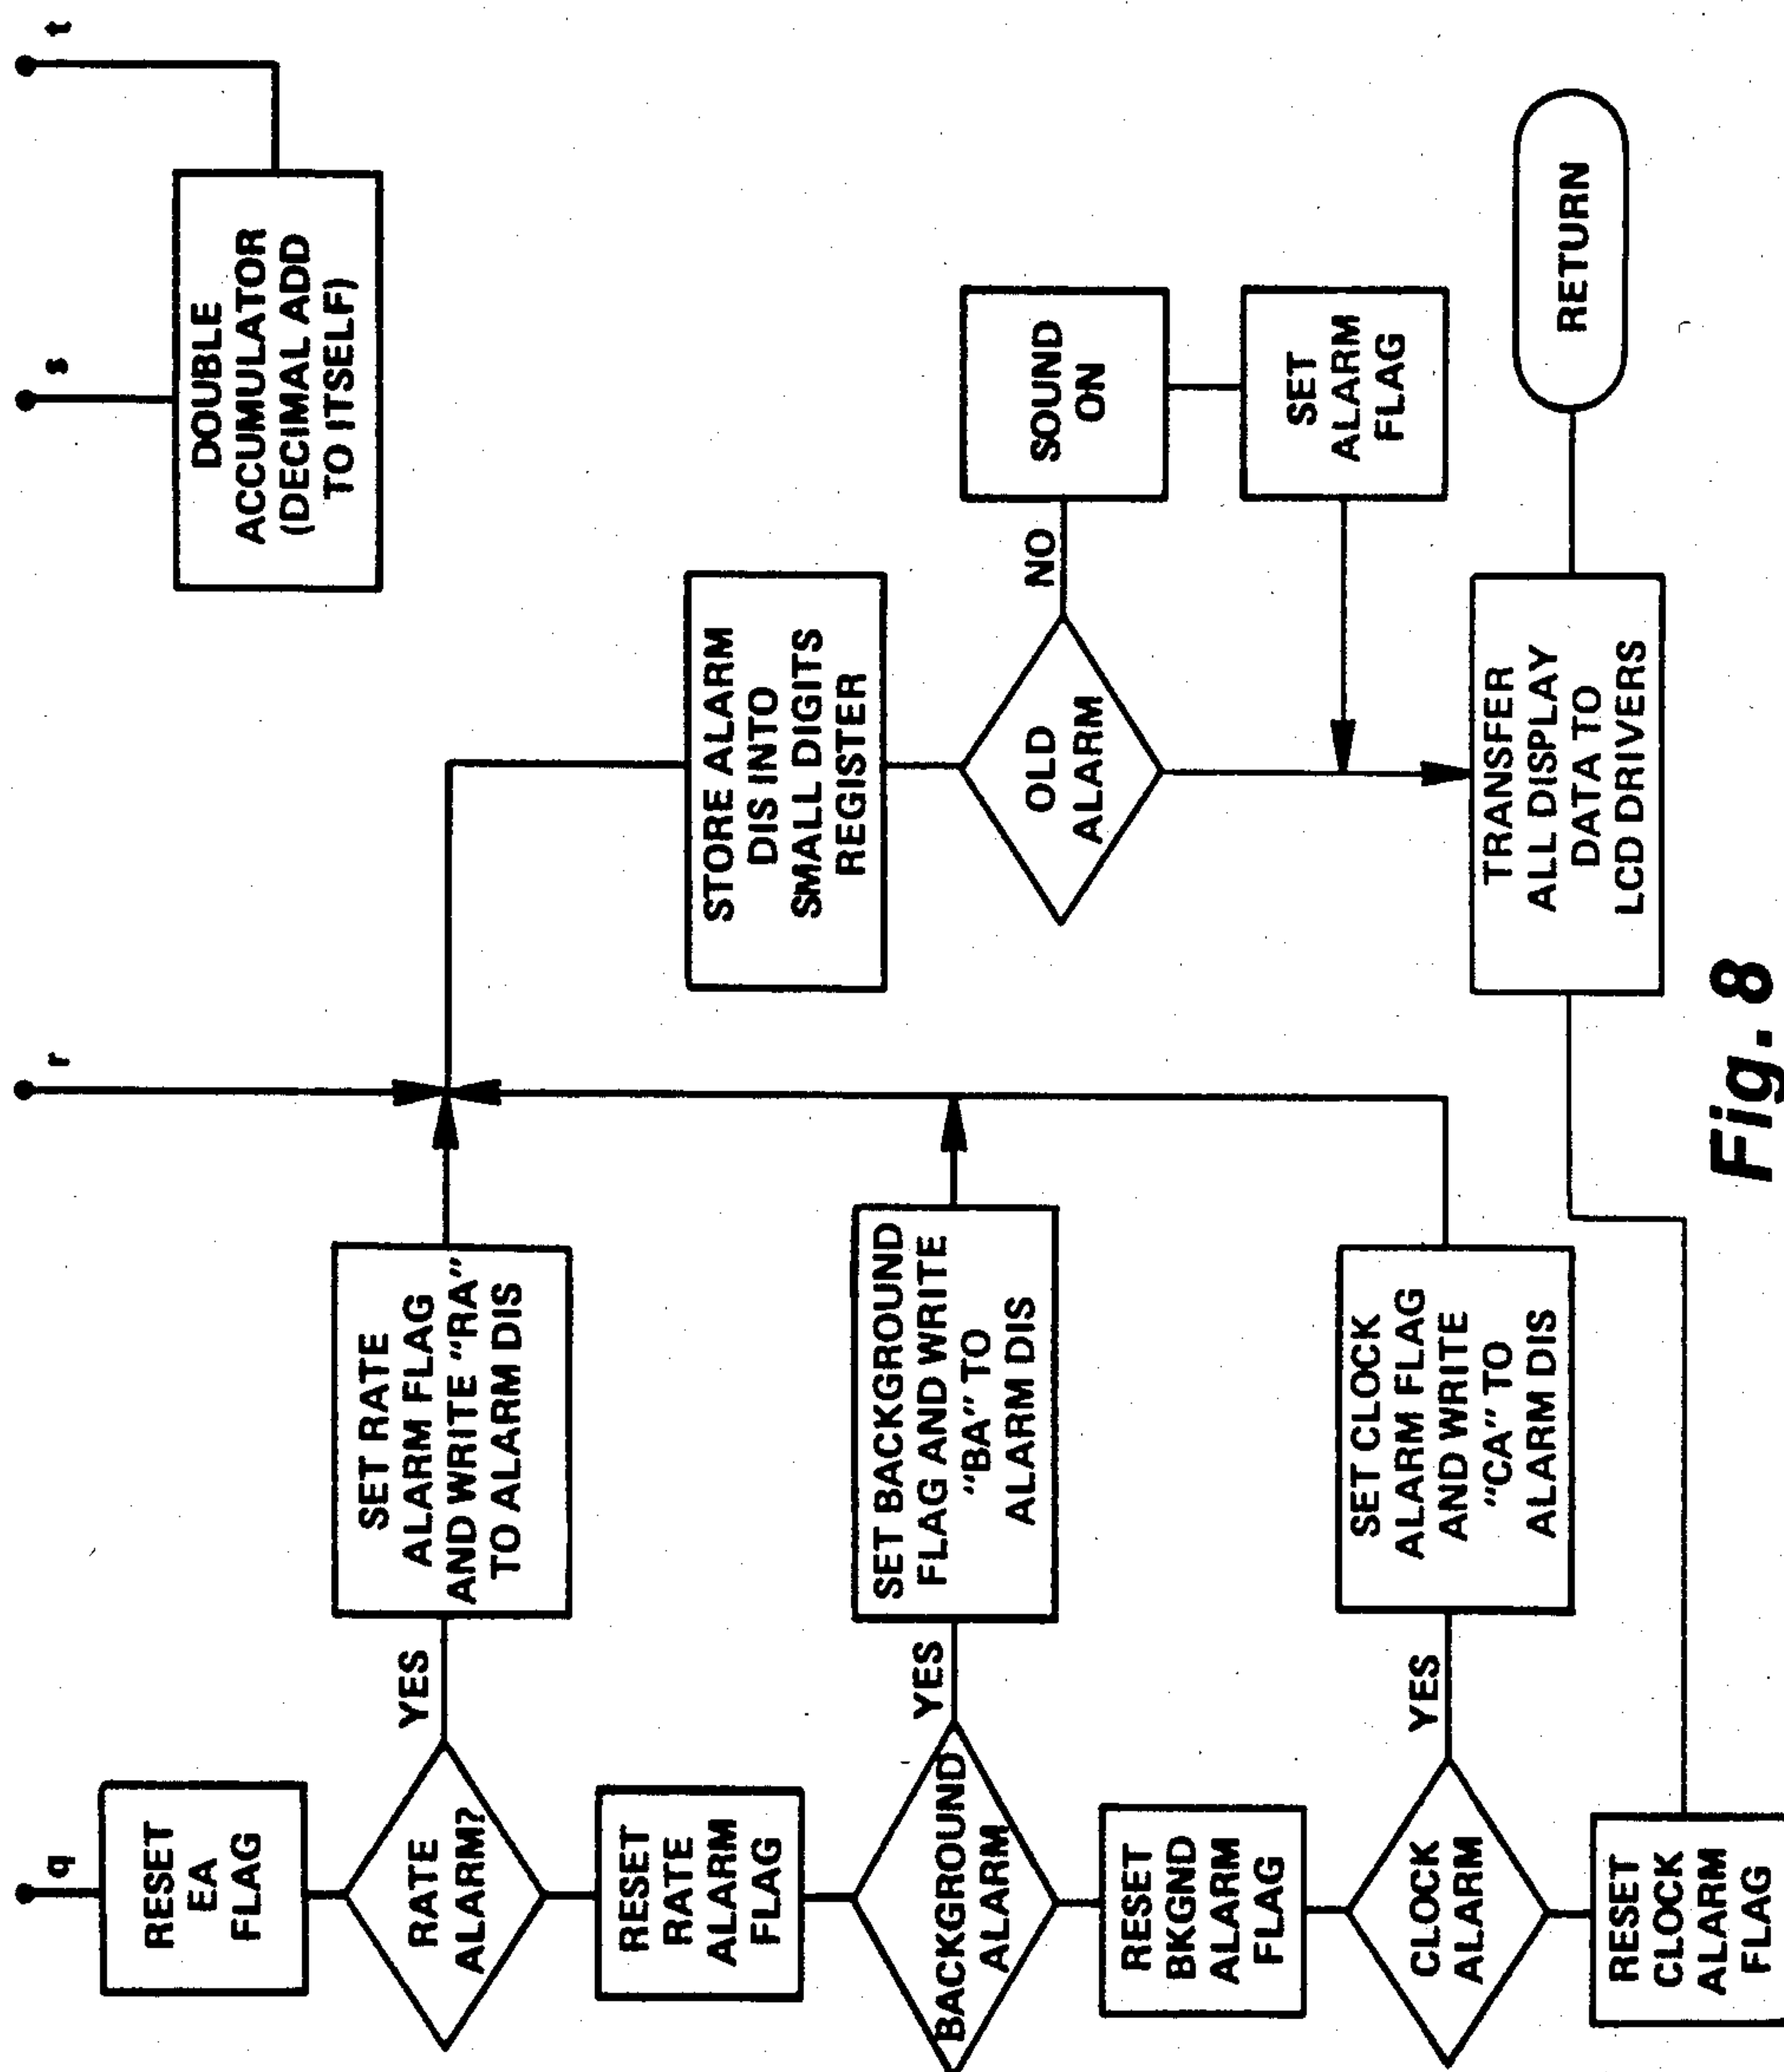 q
RESET
EA
FLAG
RATE
ALARM?
YES
SET RATE
ALARM FLAG
AND WRITE "RA"
TO ALARM DIS
RESET
RATE
ALARM
FLAG
BACKGROUND
ALARM
YES
SET BACKGROUND
FLAG AND WRITE
"BA" TO
ALARM DIS
RESET
BKGND
ALARM
FLAG
CLOCK
ALARM
YES
SET CLOCK
ALARM FLAG
AND WRITE
"CA" TO
ALARM DIS
RESET
CLOCK
ALARM
FLAG
r
STORE ALARM
DIS INTO
SMALL DIGITS
REGISTER
OLD
ALARM
NO
SOUND
ON
SET
ALARM
FLAG
TRANSFER
ALL DISPLAY
DATA TO
LCD DRIVERS
RETURN
s
t
DOUBLE
ACCUMULATOR
(DECIMAL ADD
TO ITSELF)
Fig. 8